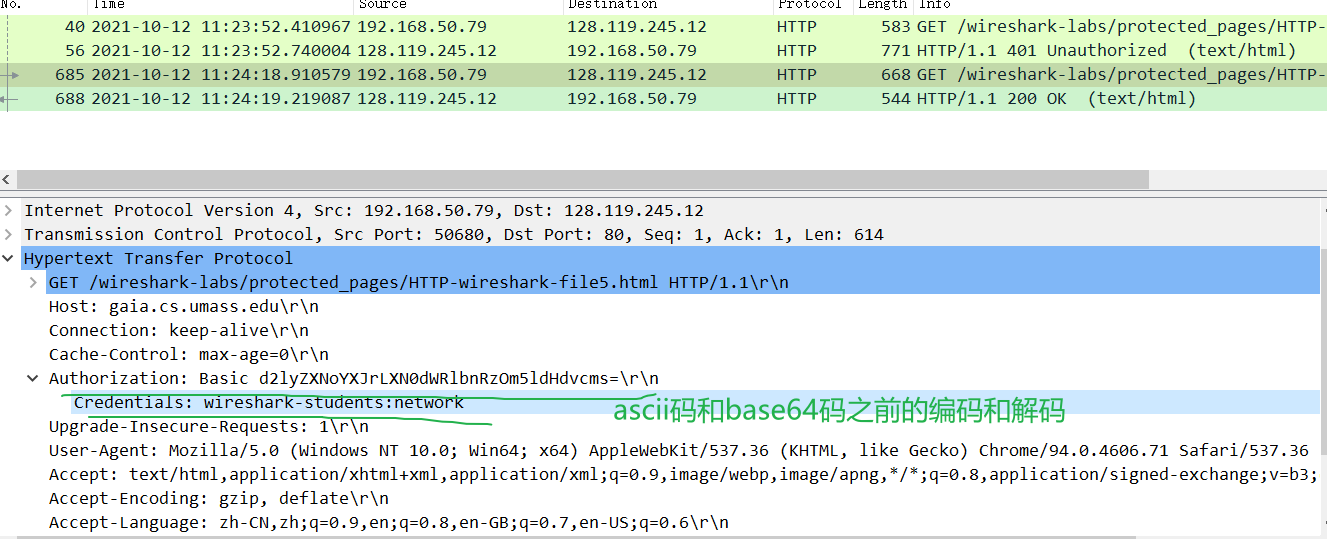 No. Time Source Destination Protocol Length Info
40 2021-10-12 11:23:52.410967 192.168.50.79 128.119.245.12 HTTP 583 GET /wireshark-labs/protected_pages/HTTP-
56 2021-10-12 11:23:52.740004 128.119.245.12 192.168.50.79 HTTP 771 HTTP/1.1 401 Unauthorized (text/html)
685 2021-10-12 11:24:18.910579 192.168.50.79 128.119.245.12 HTTP 668 GET /wireshark-labs/protected_pages/HTTP-
688 2021-10-12 11:24:19.219087 128.119.245.12 192.168.50.79 HTTP 544 HTTP/1.1 200 OK (text/html)
Internet Protocol Version 4, Src: 192.168.50.79, Dst: 128.119.245.12
Transmission Control Protocol, Src Port: 50680, Dst Port: 80, Seq: 1, Ack: 1, Len: 614
Hypertext Transfer Protocol
GET /wireshark-labs/protected_pages/HTTP-wireshark-file5.html HTTP/1.1\r\n
Host: gaia.cs.umass.edu\r\n
Connection: keep-alive\r\n
Cache-Control: max-age=0\r\n
Authorization: Basic d2lyZXNoYXJrLXN0dWRlbnRzOm5ldHdvcms=\r\n
Credentials: wireshark-students:network
ascii码和base64码之前的编码和解码
Upgrade-Insecure-Requests: 1\r\n
User-Agent: Mozilla/5.0 (Windows NT 10.0; Win64; x64) AppleWebKit/537.36 (KHTML, like Gecko) Chrome/94.0.4606.71 Safari/537.36
Accept: text/html,application/xhtml+xml,application/xml;q=0.9,image/webp,image/apng,*/*;q=0.8,application/signed-exchange;v=b3;
Accept-Encoding: gzip, deflate\r\n
Accept-Language: zh-CN,zh;q=0.9,en;q=0.8,en-GB;q=0.7,en-US;q=0.6\r\n